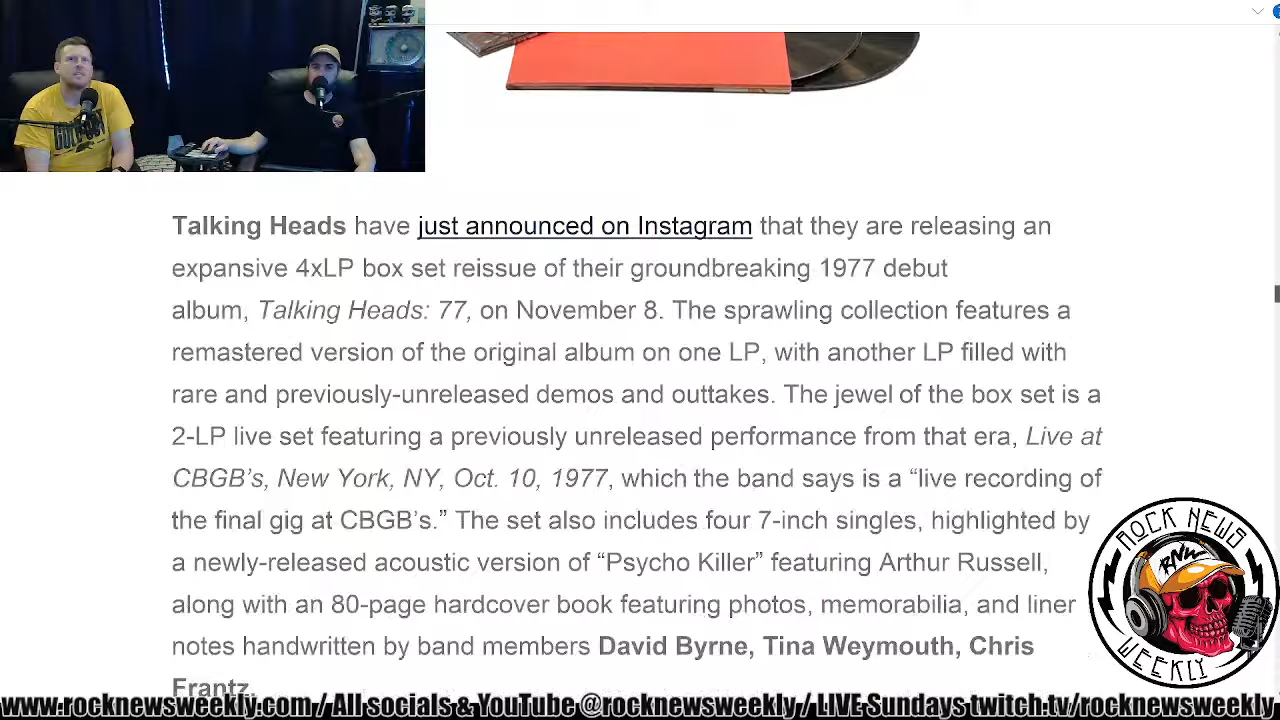 Talking Heads have just announced on Instagram that they are releasing an
expansive 4xLP box set reissue of their groundbreaking 1977 debut
album, Talking Heads: 77, on November 8. The sprawling collection features a
remastered version of the original album on one LP, with another LP filled with
rare and previously-unreleased demos and outtakes. The jewel of the box set is a
2-LP live set featuring a previously unreleased performance from that era, Live at
CBGB’s, New York, NY, Oct. 10, 1977, which the band says is a “live recording of
the final gig at CBGB’s.” The set also includes four 7-inch singles, highlighted by
a newly-released acoustic version of “Psycho Killer” featuring Arthur Russell,
along with an 80-page hardcover book featuring photos, memorabilia, and liner
notes handwritten by band members David Byrne, Tina Weymouth, Chris
Frantz,
ROCK NEWS
RNW
WEEKLY
www.rocknewsweekly.com / All socials & YouTube @rocknewsweekly / LIVE Sundays twitch.tv/rocknewsweekly